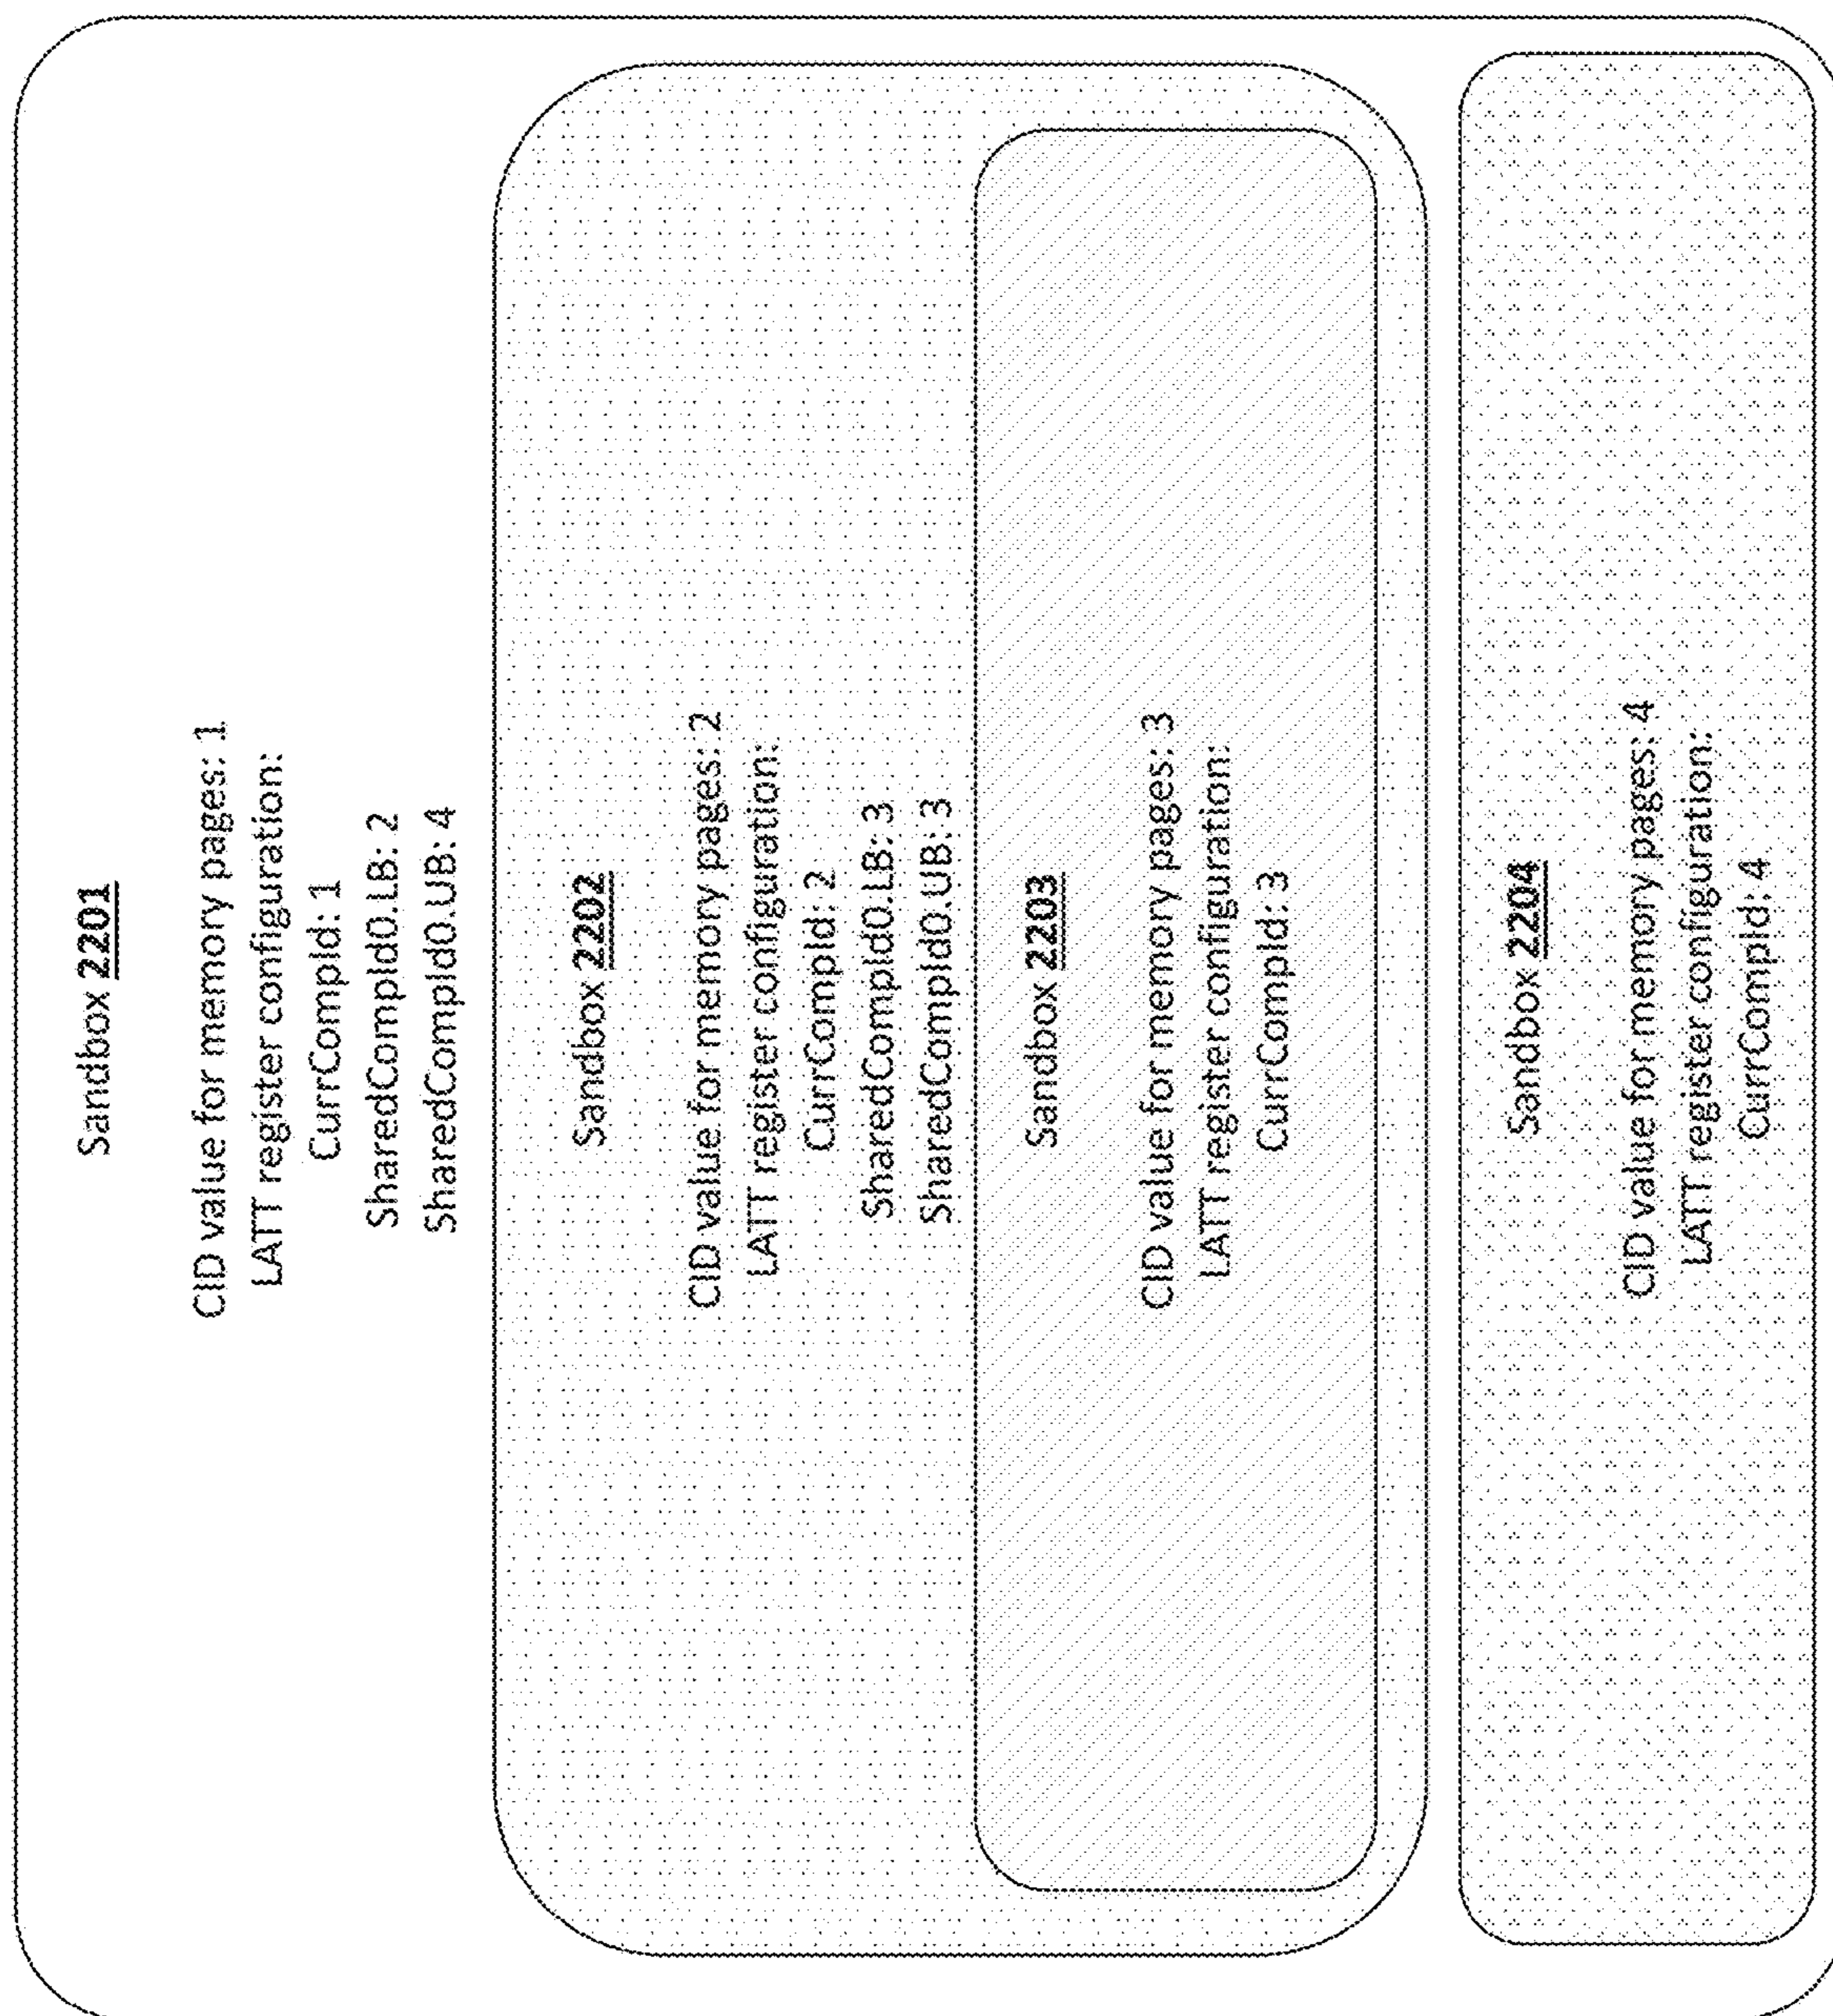 Sandbox 2201
CID value for memory pages: 1
LATT register configuration:
CurrCompId: 1
SharedCompId0.LB: 2
SharedCompId0.UB: 4
Sandbox 2202
CID value for memory pages: 2
LATT register configuration:
CurrCompId: 2
SharedCompId0.LB: 3
SharedCompId0.UB: 3
Sandbox 2203
CID value for memory pages: 3
LATT register configuration:
CurrCompId: 3
Sandbox 2204
CID value for memory pages: 4
LATT register configuration:
CurrCompId: 4